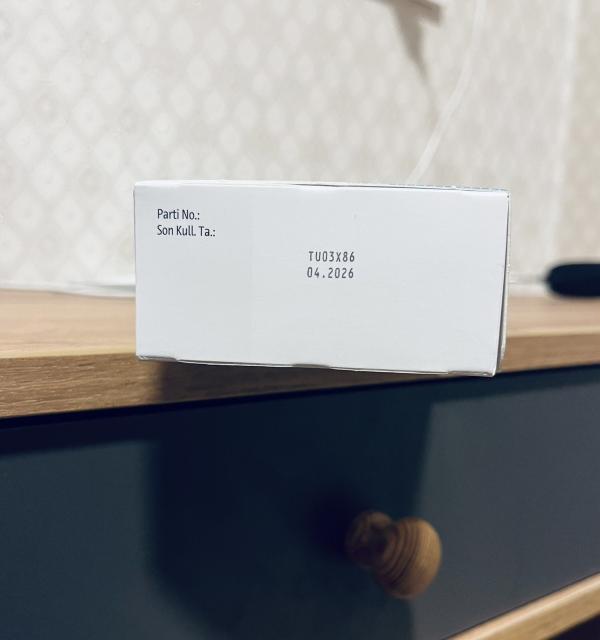 Parti No.:
Son Kull. Ta.:
TU03X86
04.2026